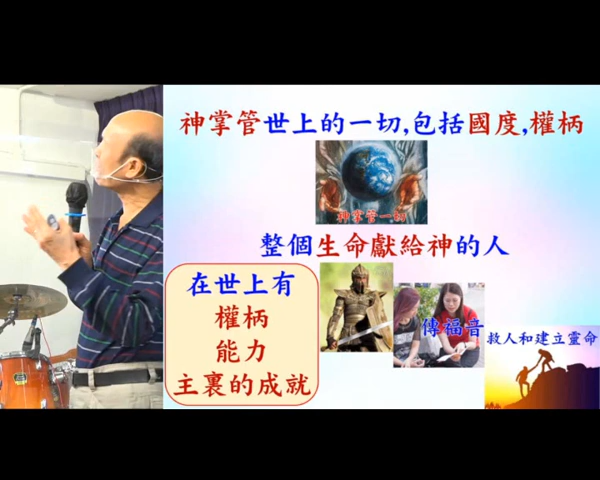 神掌管世上的一切,包括國度,權柄
神掌管一切
整個生命獻給神的人
在世上有
權柄
能力
主裏的成就
傳福音
救人和建立靈命